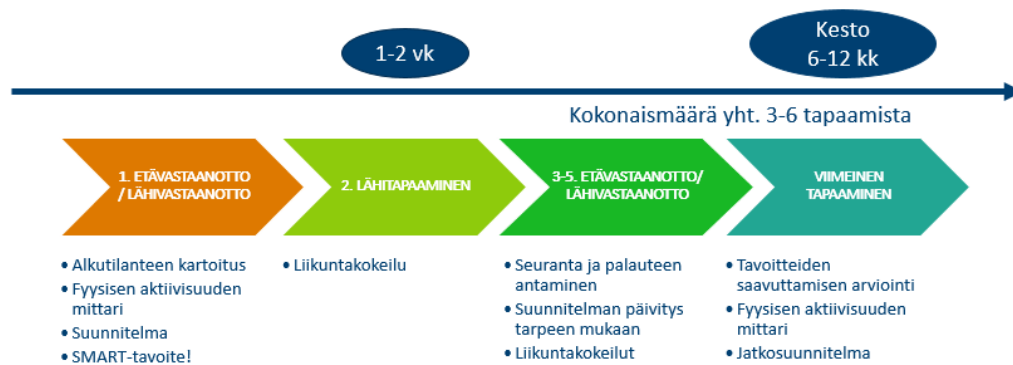 1-2 vk
Kesto
6-12 kk
Kokonaismäärä yht. 3-6 tapaamista
1. ETÄVASTAANOTTO
/ LÄHIVASTAANOTTO
2. LÄHITAPAAMINEN
3-5. ETÄVASTAANOTTO/
LÄHIVASTAANOTTO
VIIMEINEN
TAPAAMINEN
• Alkutilanteen kartoitus
• Fyysisen aktiivisuuden
mittari
• Suunnitelma
• SMART-tavoite!
• Liikuntakokeilu
• Seuranta ja palauteen
antaminen
• Suunnitelman päivitys
tarpeen mukaan
• Liikuntakokeilut
• Tavoitteiden
saavuttamisen arviointi
• Fyysisen aktiivisuuden
mittari
• Jatkosuunnitelma